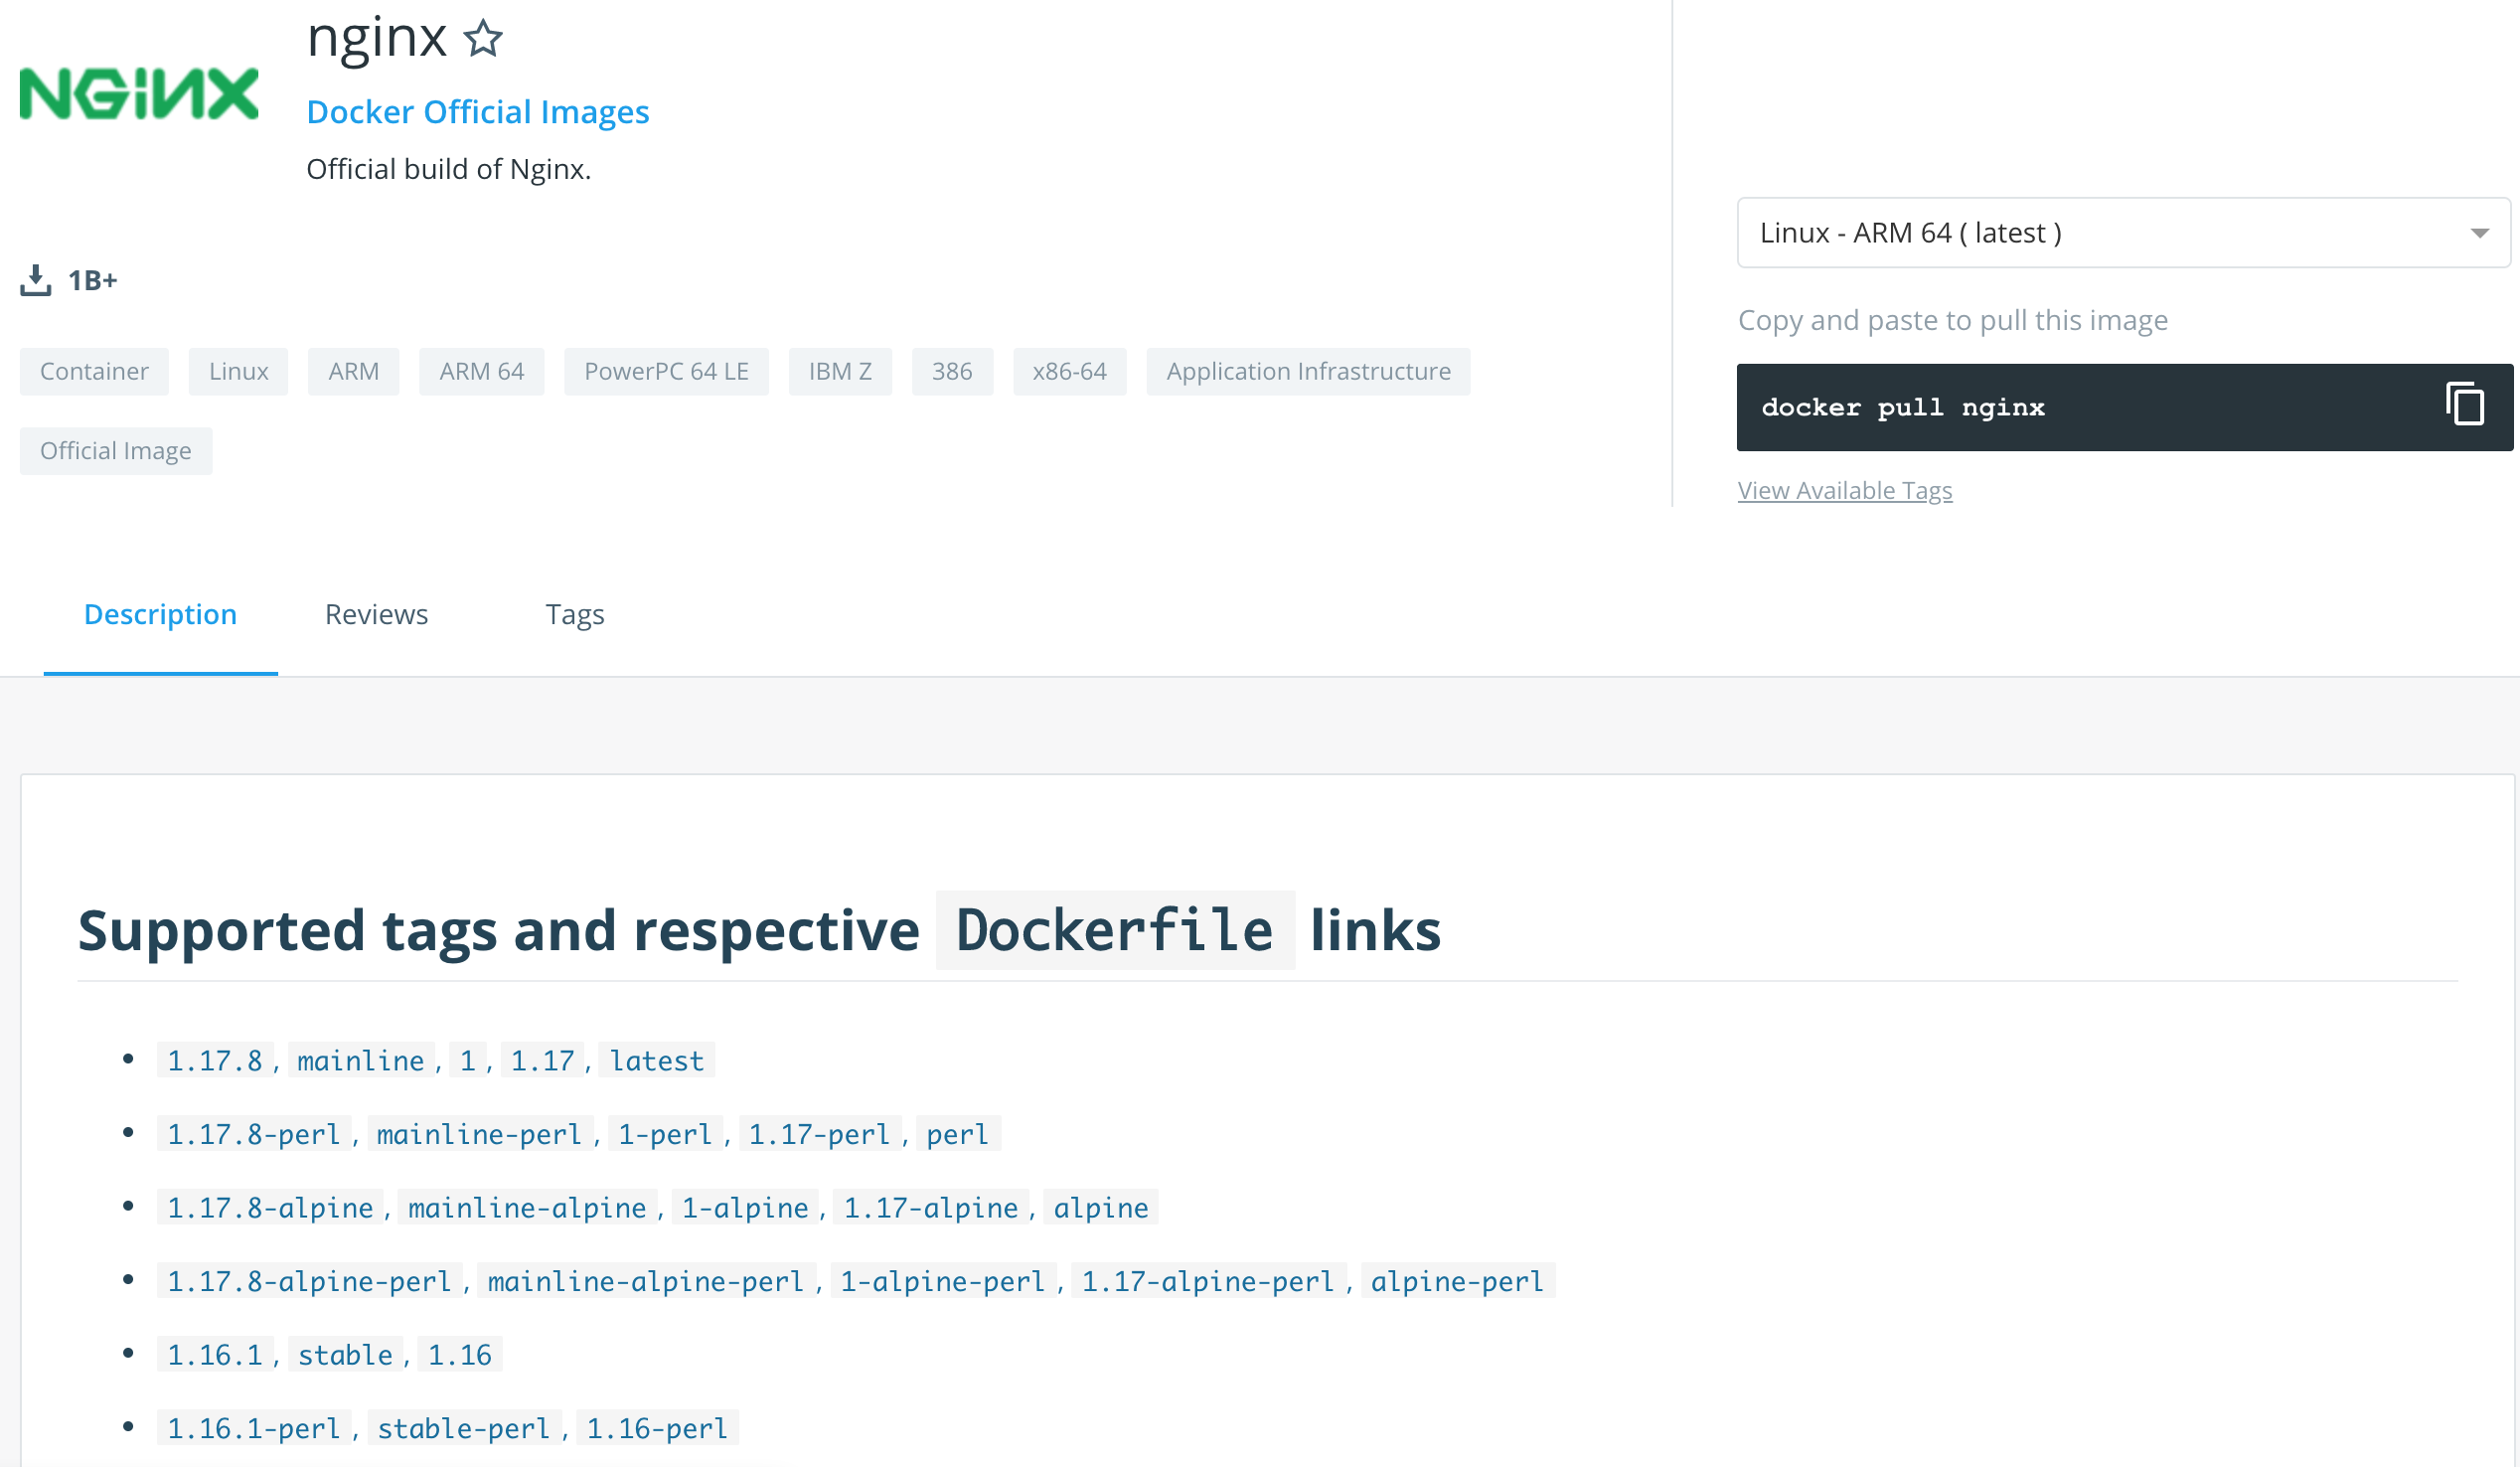 nginx
NGINX
Docker Official Images
Official build of Nginx.
1B+
Container Linux ARM ARM 64 PowerPC 64 LE IBM Z 386 x86-64 Application Infrastructure
Official Image
Linux - ARM 64 ( latest )
Copy and paste to pull this image
docker pull nginx
View Available Tags
Description Reviews Tags
Supported tags and respective Dockerfile links
• 1.17.8, mainline, 1, 1.17, latest
• 1.17.8-perl, mainline-perl, 1-perl, 1.17-perl, perl
• 1.17.8-alpine, mainline-alpine, 1-alpine, 1.17-alpine, alpine
• 1.17.8-alpine-perl, mainline-alpine-perl, 1-alpine-perl, 1.17-alpine-perl, alpine-perl
• 1.16.1, stable, 1.16
• 1.16.1-perl, stable-perl, 1.16-perl